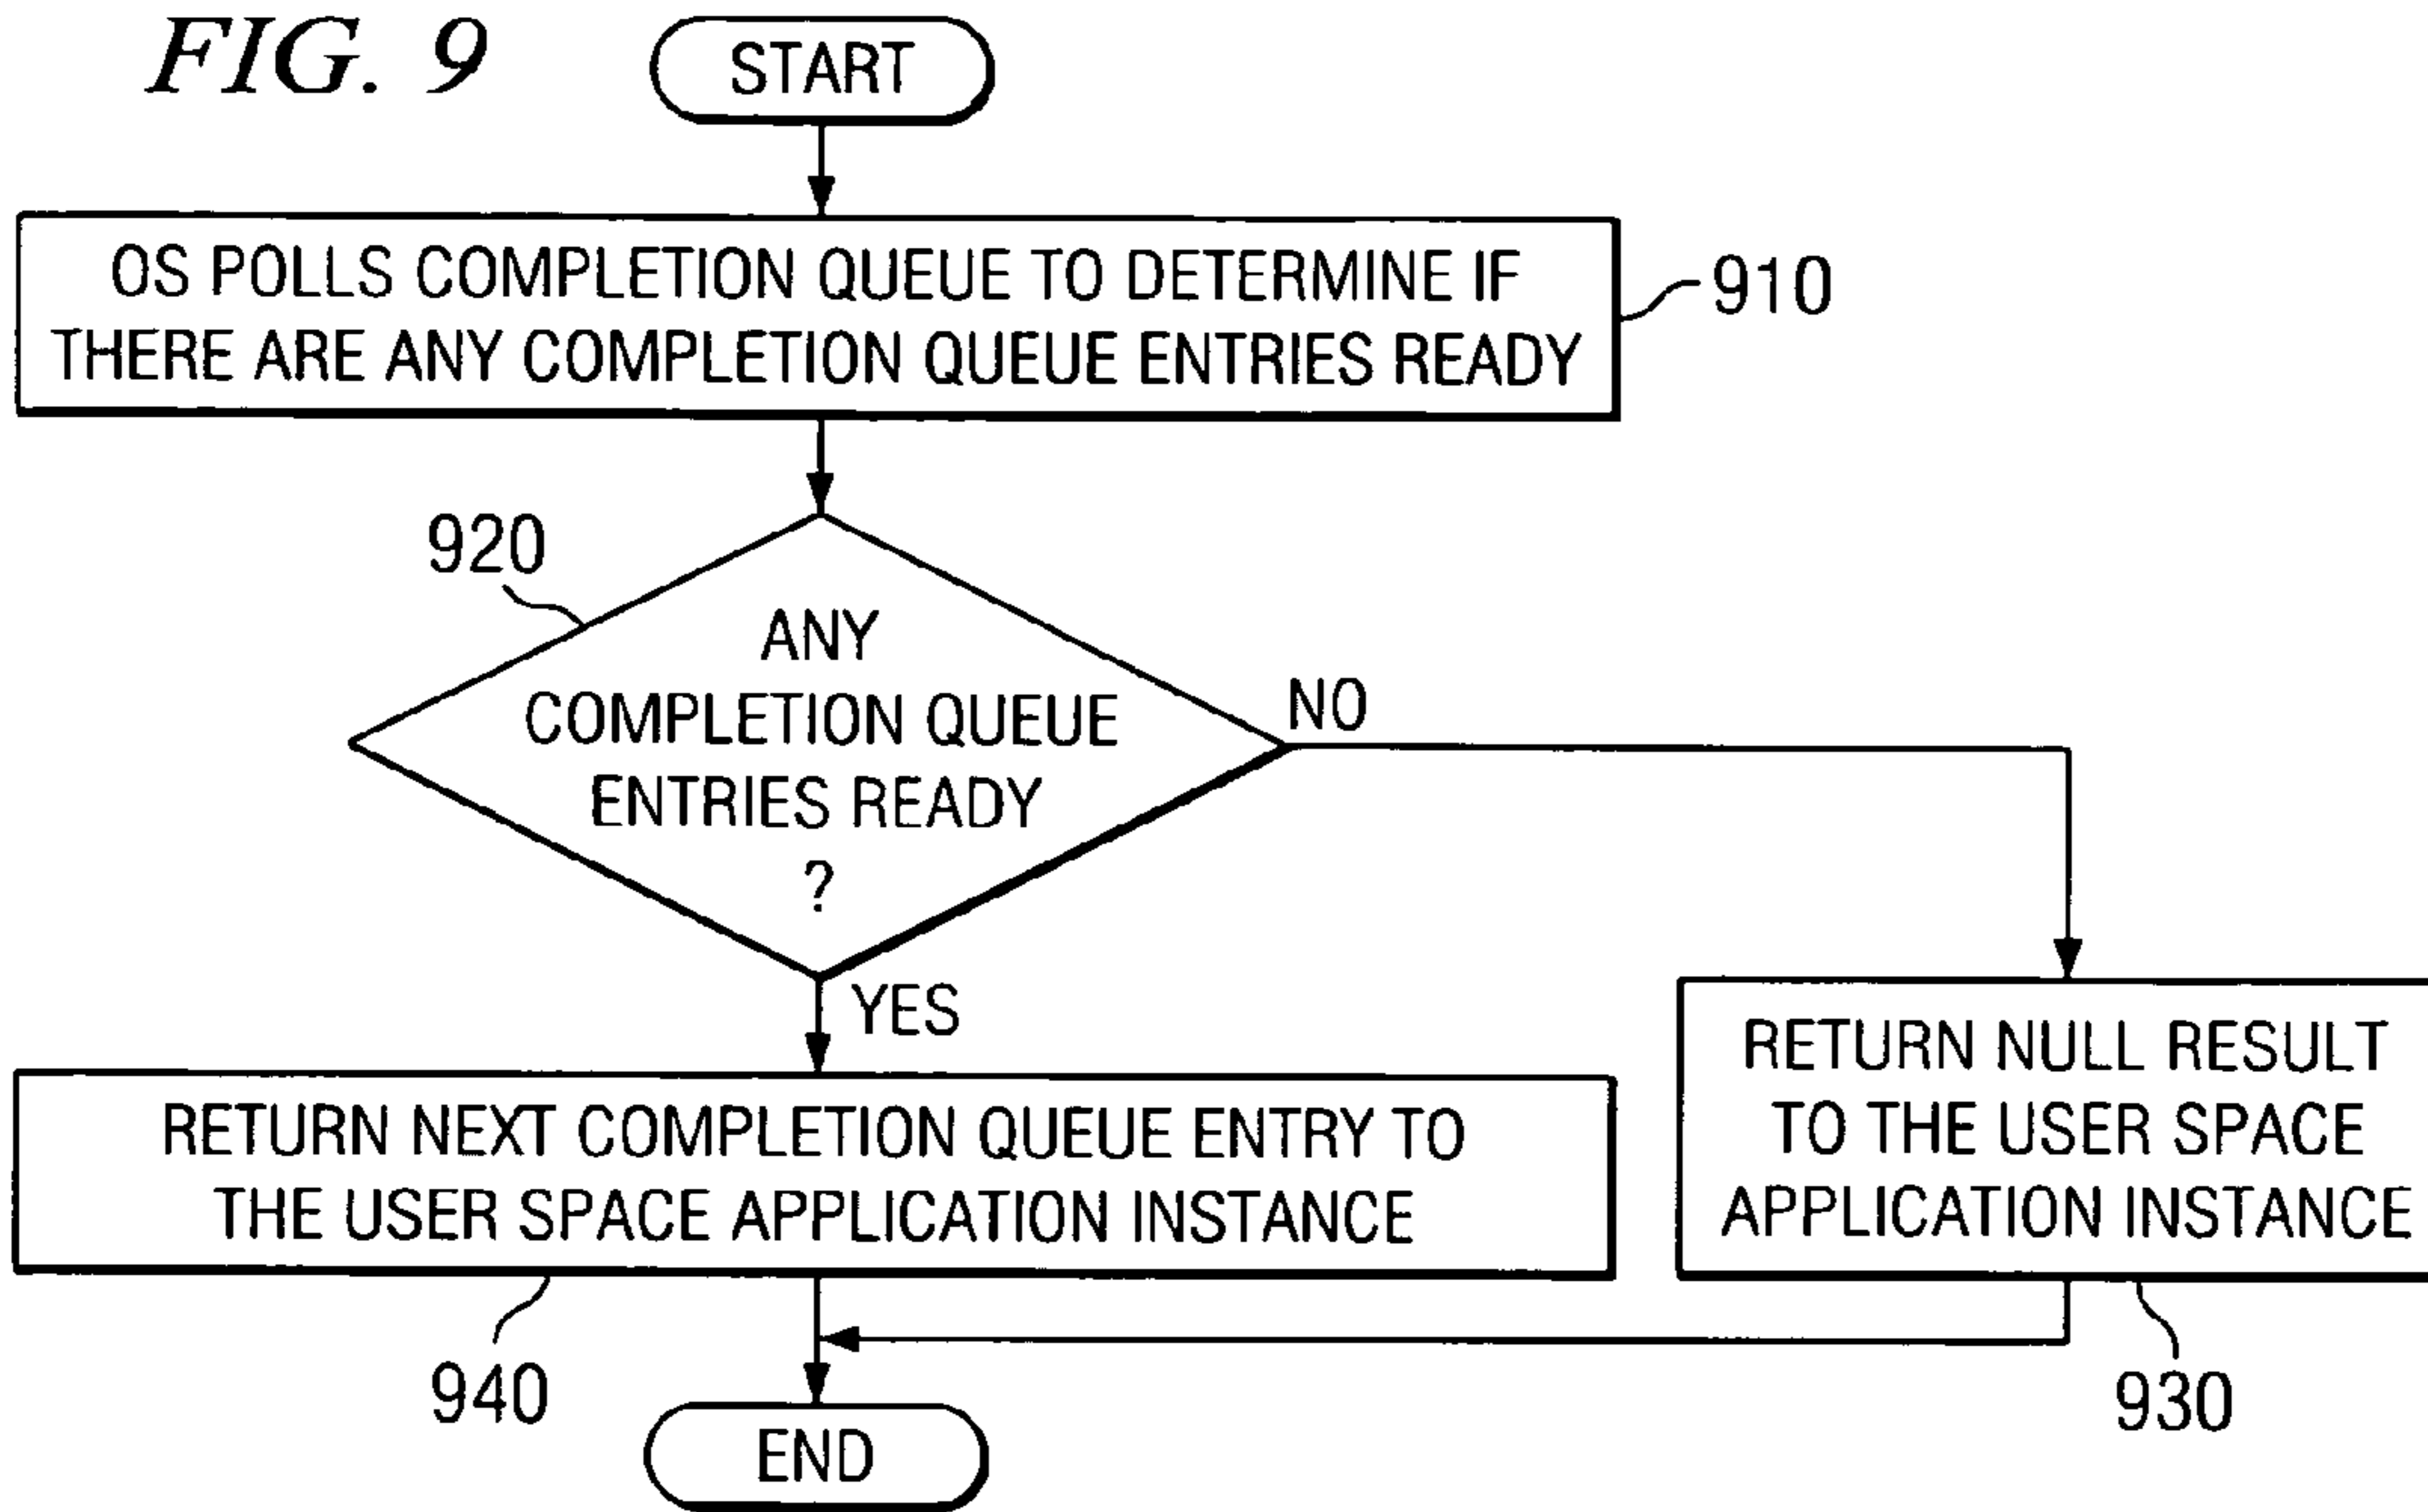 FIG. 9
START
OS POLLS COMPLETION QUEUE TO DETERMINE IF
THERE ARE ANY COMPLETION QUEUE ENTRIES READY
910
920
ANY
COMPLETION QUEUE
ENTRIES READY
?
NO
YES
RETURN NEXT COMPLETION QUEUE ENTRY TO
THE USER SPACE APPLICATION INSTANCE
940
RETURN NULL RESULT
TO THE USER SPACE
APPLICATION INSTANCE
930
END